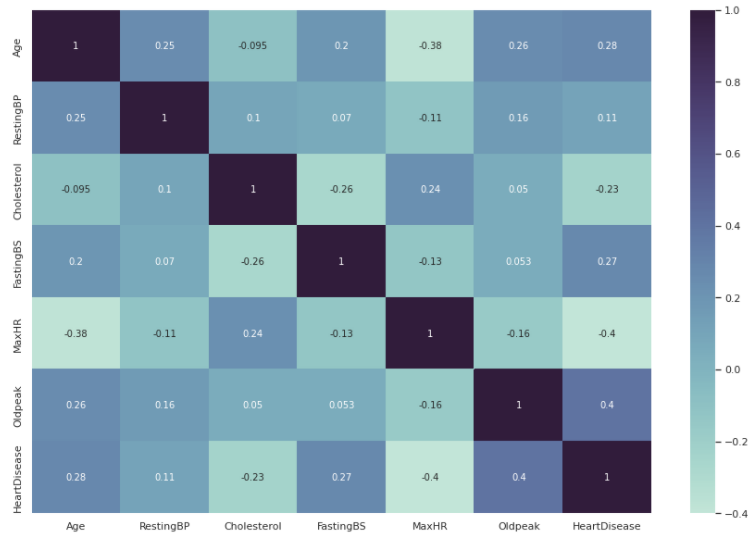 Age 1 0.25 -0.095 0.2 -0.38 0.26 0.28
RestingBP 0.25 1 0.1 0.07 -0.11 0.16 0.11
Cholesterol -0.095 0.1 1 -0.26 0.24 0.05 -0.23
FastingBS 0.2 0.07 -0.26 1 -0.13 0.053 0.27
MaxHR -0.38 -0.11 0.24 -0.13 1 -0.16 -0.4
Oldpeak 0.26 0.16 0.05 0.053 -0.16 1 0.4
HeartDisease 0.28 0.11 -0.23 0.27 -0.4 0.4 1
Age RestingBP Cholesterol FastingBS MaxHR Oldpeak HeartDisease
1.0
0.8
0.6
0.4
0.2
0.0
−0.2
−0.4